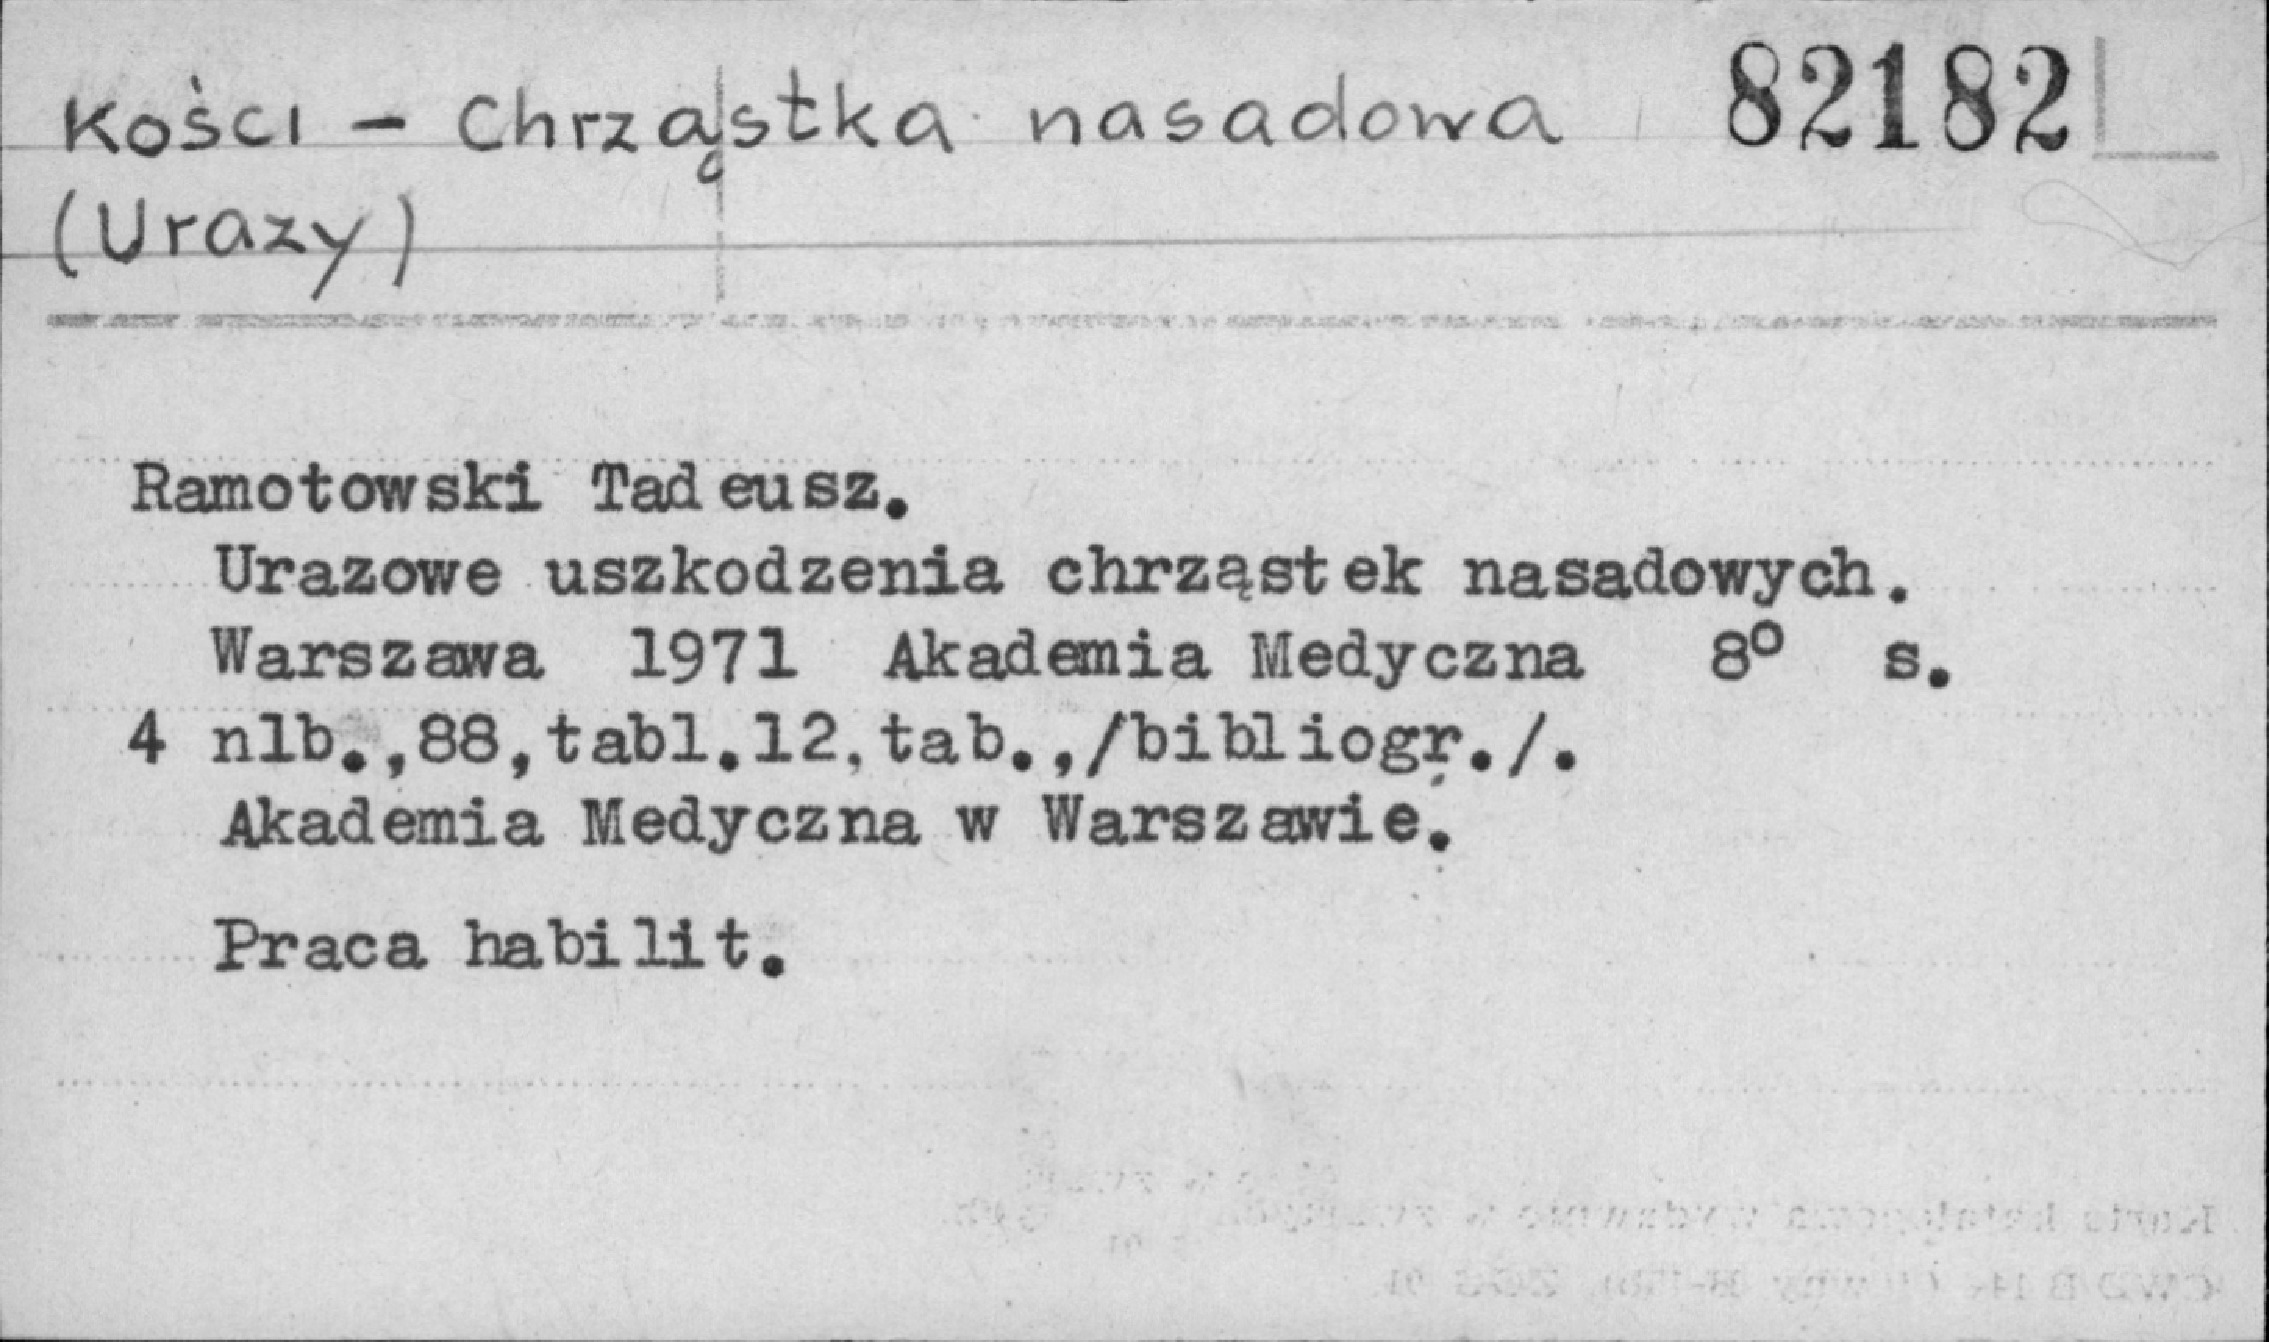 Kości - Chrząstka nasadowa 82182
(Urazy)
Ramotowski Tadeusz.
Urazowe uszkodzenia chrząstek nasadowych.
Warszawa 1971 Akademia Medyczna 8° s.
4 nlb.,88,tabl.12,tab.,/bibliogr./.
Akademia Medyczna w Warszawie.
Praca habilit.